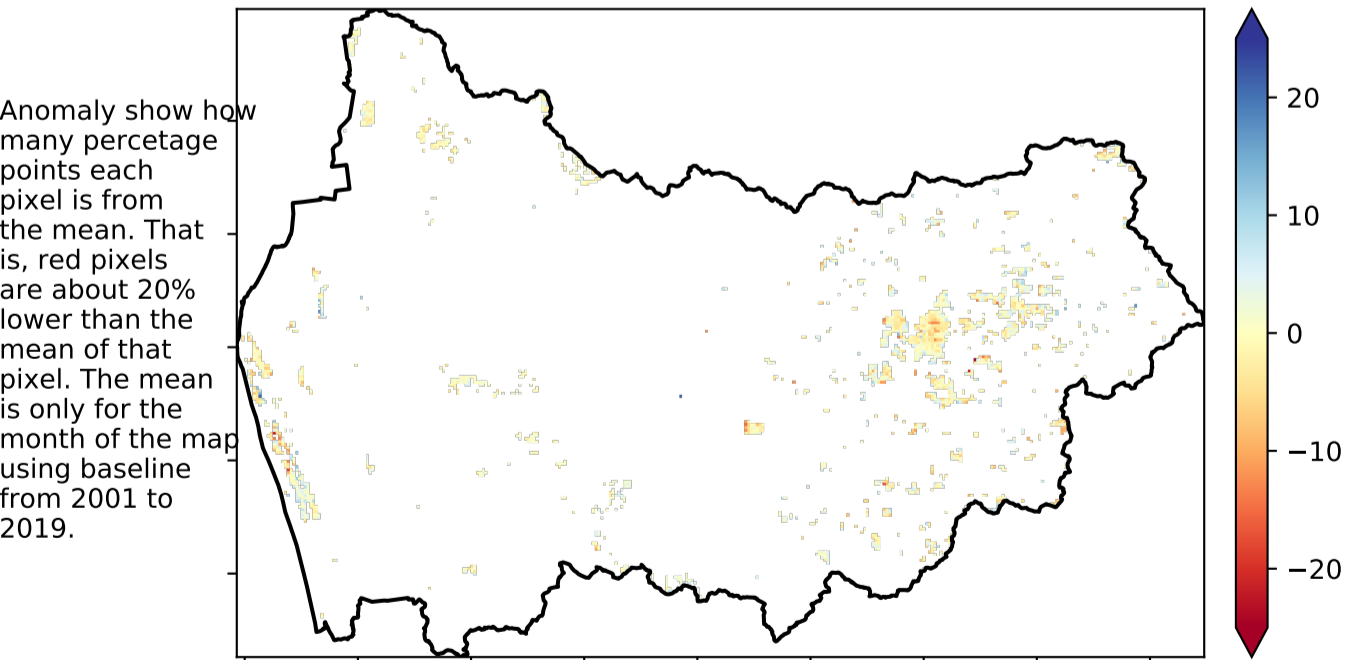 Anomaly show how
many percetage
points each
pixel is from
the mean. That
is, red pixels
are about 20%
lower than the
mean of that
pixel. The mean
is only for the
month of the map
using baseline
from 2001 to
2019.
20
10
0
−10
−20